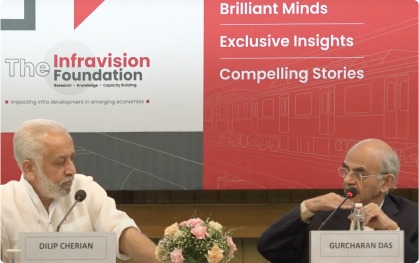 The Infravision
Foundation
Research • Knowledge • Capacity Building
• Impacting infra development in emerging economies •
Brilliant Minds
Exclusive Insights
Compelling Stories
DILIP CHERIAN
GURCHARAN DAS